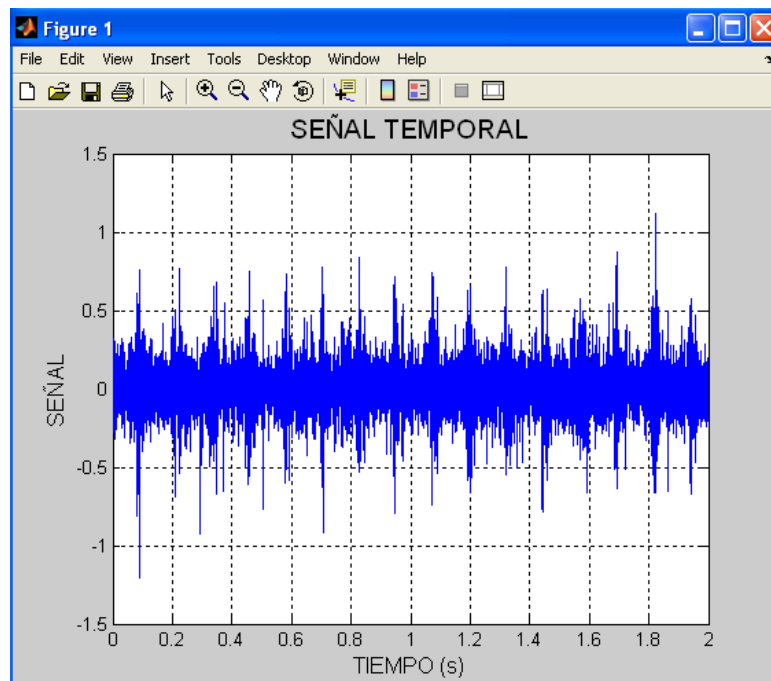 Figure 1
File Edit View Insert Tools Desktop Window Help
SEÑAL TEMPORAL
1.5
1
0.5
0
-0.5
-1
-1.5
SEÑAL
0 0.2 0.4 0.6 0.8 1 1.2 1.4 1.6 1.8 2
TIEMPO (s)